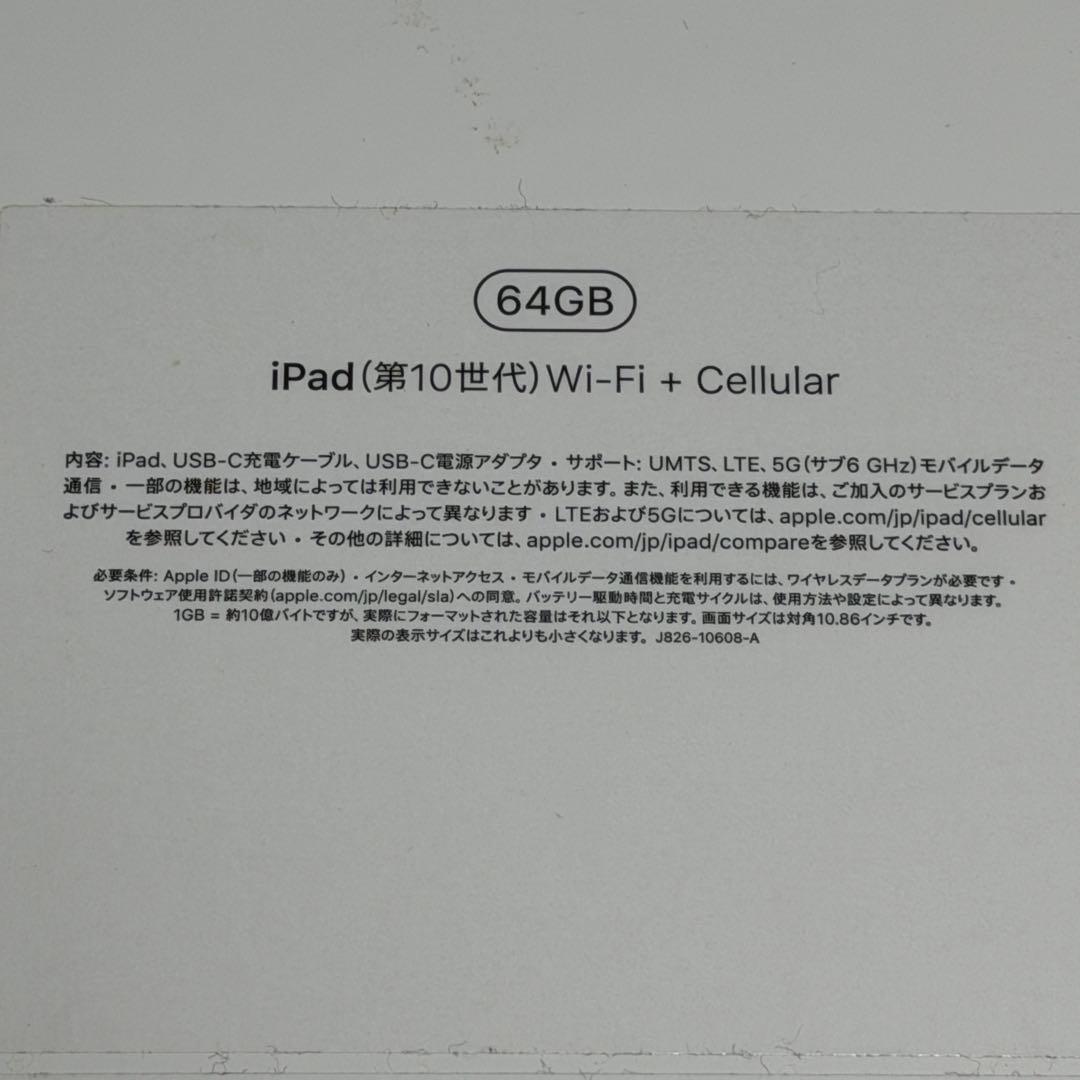 64GB
iPad(第10世代)Wi-Fi + Cellular
内容: iPad、USB-C充電ケーブル、USB-C電源アダプタ・サポート: UMTS、LTE、5G(サブ6 GHz)モバイルデータ
通信・一部の機能は、地域によっては利用できないことがあります。また、利用できる機能は、ご加入のサービスプランお
よびサービスプロバイダのネットワークによって異なります・LTEおよび5Gについては、apple.com/jp/ipad/cellular
を参照してください・その他の詳細については、apple.com/jp/ipad/compareを参照してください。
必要条件: Apple ID(一部の機能のみ)・インターネットアクセス・モバイルデータ通信機能を利用するには、ワイヤレスデータプランが必要です・
ソフトウェア使用許諾契約(apple.com/jp/legal/sla)への同意。バッテリー駆動時間と充電サイクルは、使用方法や設定によって異なります。
1GB = 約10億バイトですが、実際にフォーマットされた容量はそれ以下となります。画面サイズは対角10.86インチです。
実際の表示サイズはこれよりも小さくなります。J826-10608-A